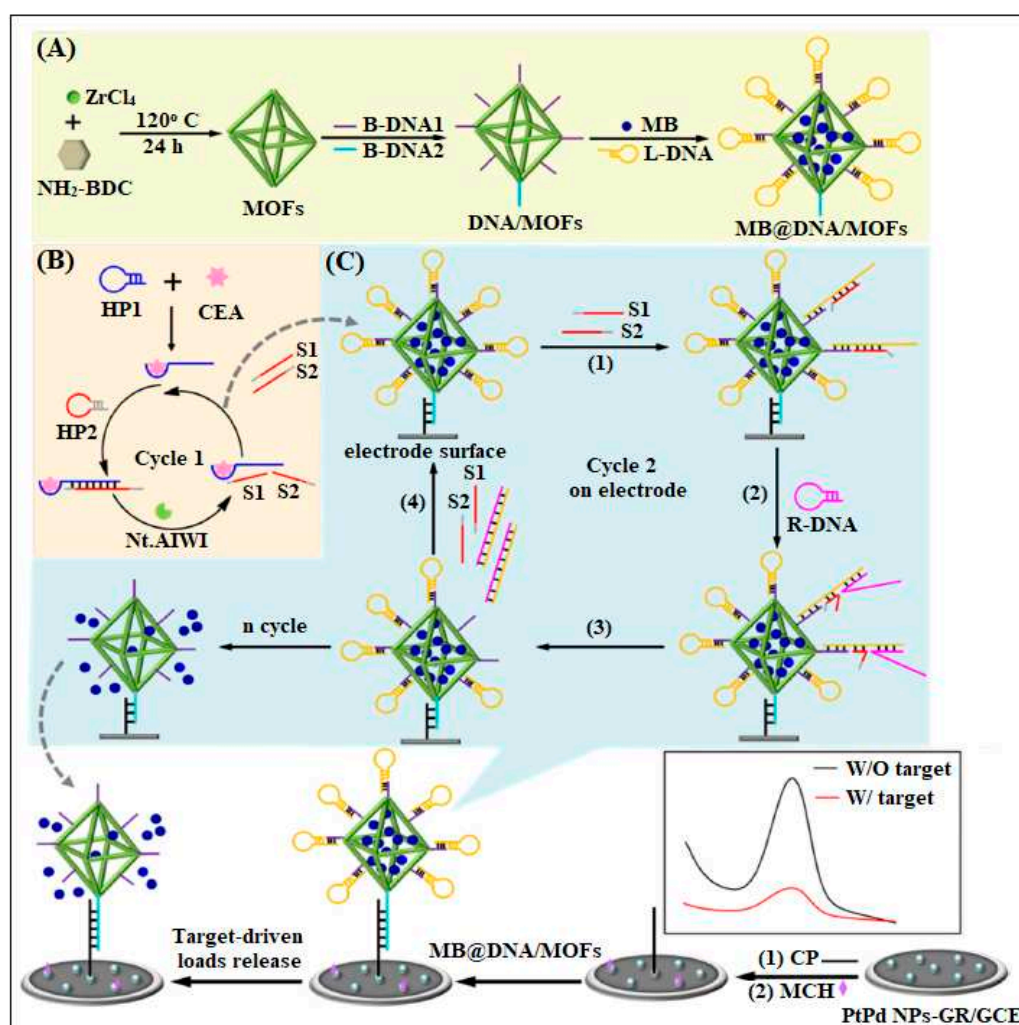 (A)
ZrCl₄
+
NH₂-BDC
120° C
24 h
MOFs
B-DNA1
B-DNA2
DNA/MOFs
MB
L-DNA
MB@DNA/MOFs
(B)
HP1
+
CEA
S1
S2
HP2
Cycle 1
S1
S2
Nt.AIWI
(C)
S1
S2
(1)
electrode surface
Cycle 2
on electrode
(2)
R-DNA
(4)
S1
S2
(3)
n cycle
W/O target
W/ target
Target-driven
loads release
MB@DNA/MOFs
(1) CP
(2) MCH
PtPd NPs-GR/GCE